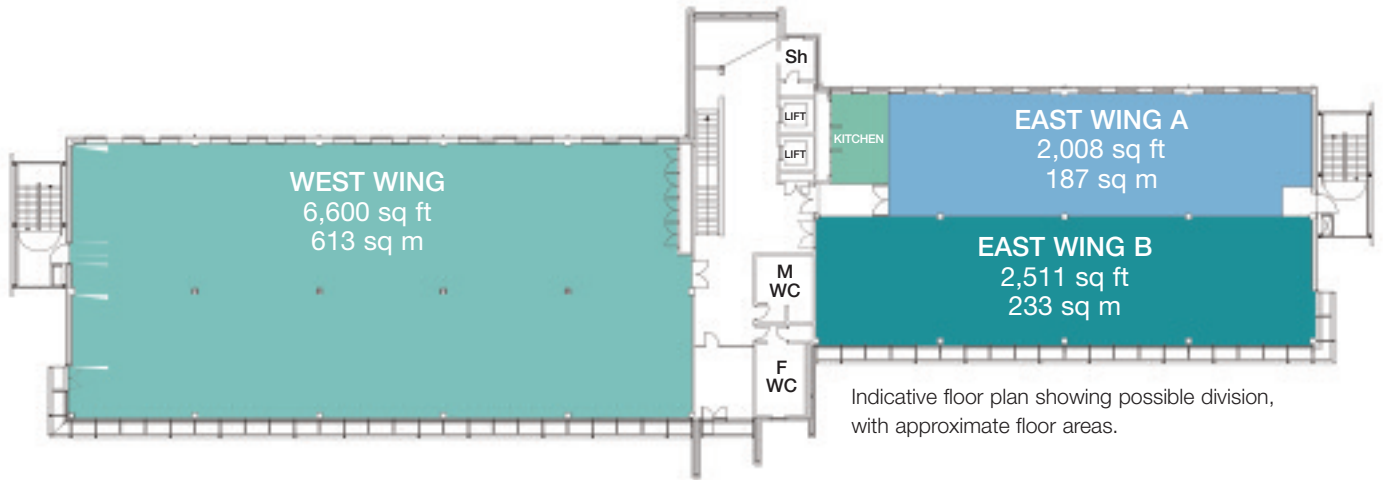 Sh
LIFT
LIFT
KITCHEN
EAST WING A
2,008 sq ft
187 sq m
WEST WING
6,600 sq ft
613 sq m
EAST WING B
2,511 sq ft
233 sq m
M
WC
F
WC
Indicative floor plan showing possible division,
with approximate floor areas.